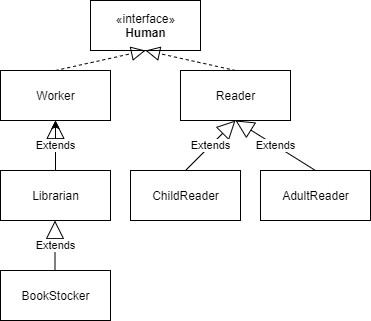 «interface»
Human
Worker
Reader
Extends
Extends
Extends
Librarian
ChildReader
AdultReader
Extends
BookStocker